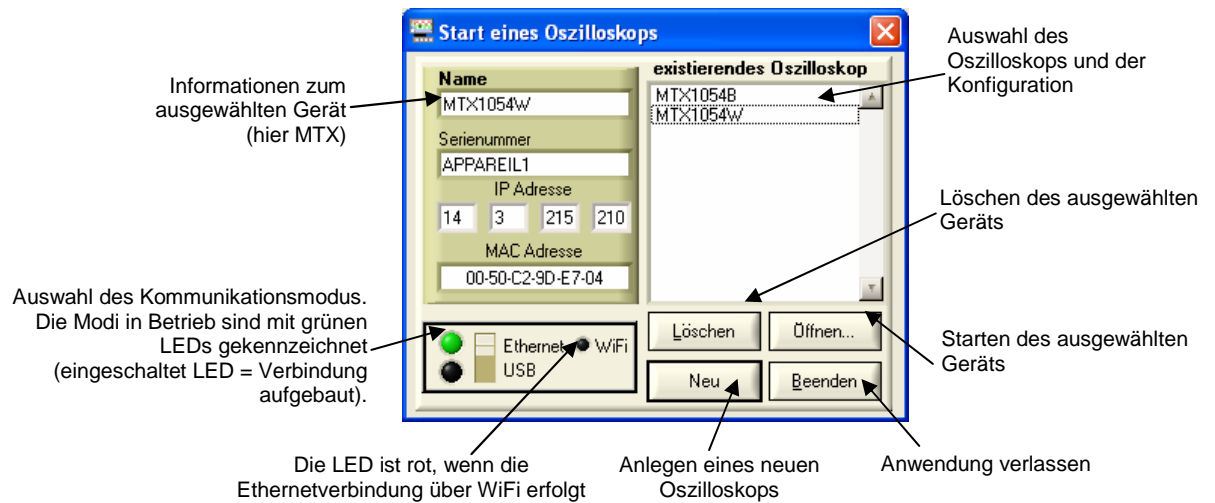 Start eines Oszilloskops
Informationen zum
ausgewählten Gerät
(hier MTX)
Name
MTX1054W
Serienummer
APPAREIL1
IP Adresse
14 3 215 210
MAC Adresse
00-50-C2-9D-E7-04
existierendes Oszilloskop
MTX1054B
MTX1054W
Auswahl des
Oszilloskops und der
Konfiguration
Löschen des ausgewählten
Geräts
Auswahl des Kommunikationsmodus.
Die Modi in Betrieb sind mit grünen
LEDs gekennzeichnet
(eingeschaltet LED = Verbindung
aufgebaut).
Ethernet WiFi
USB
Löschen Öffnen...
Neu Beenden
Starten des ausgewählten
Geräts
Die LED ist rot, wenn die
Ethernetverbindung über WiFi erfolgt
Anlegen eines neuen
Oszilloskops
Anwendung verlassen